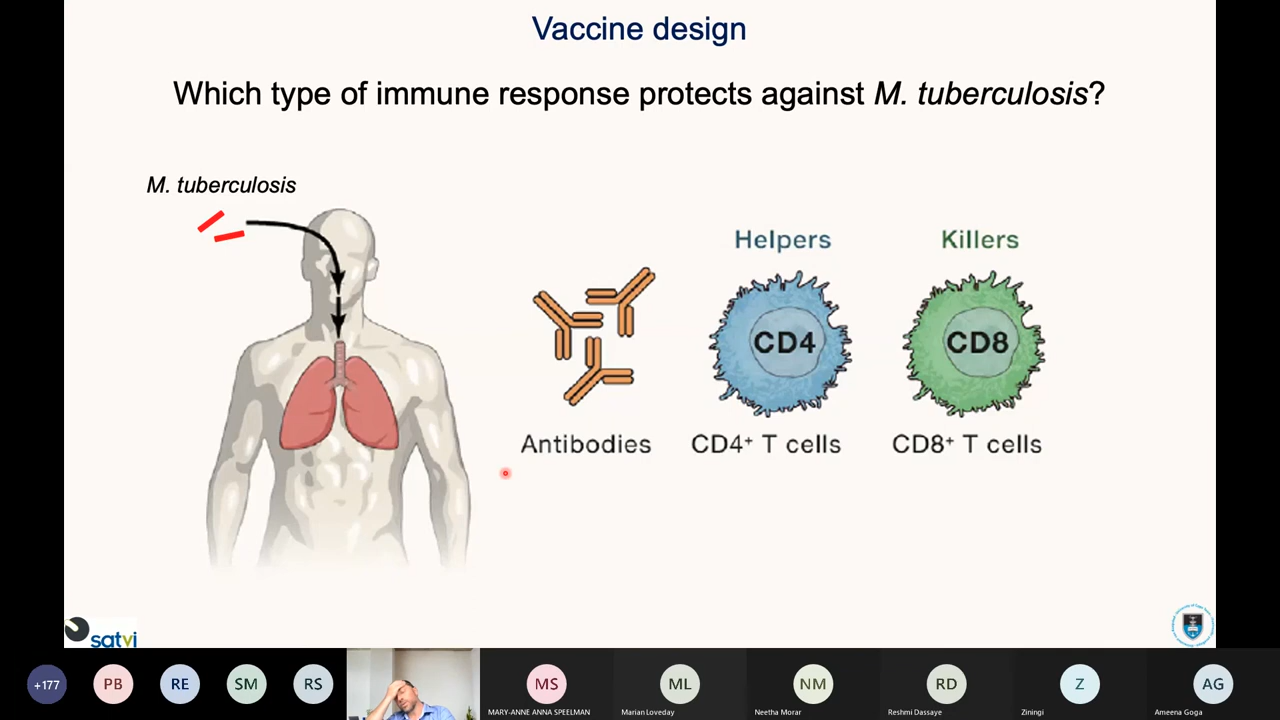 Vaccine design
Which type of immune response protects against M. tuberculosis?
M. tuberculosis
Helpers
Killers
CD4
CD8
Antibodies
CD4⁺ T cells
CD8⁺ T cells
satvi
+177
PB
RE
SM
RS
MS
ML
NM
RD
Z
AG
MARY-ANNE ANNA SPEELMAN
Marian Loveday
Neetha Morar
Reshmi Dassaye
Ziningi
Ameena Goga